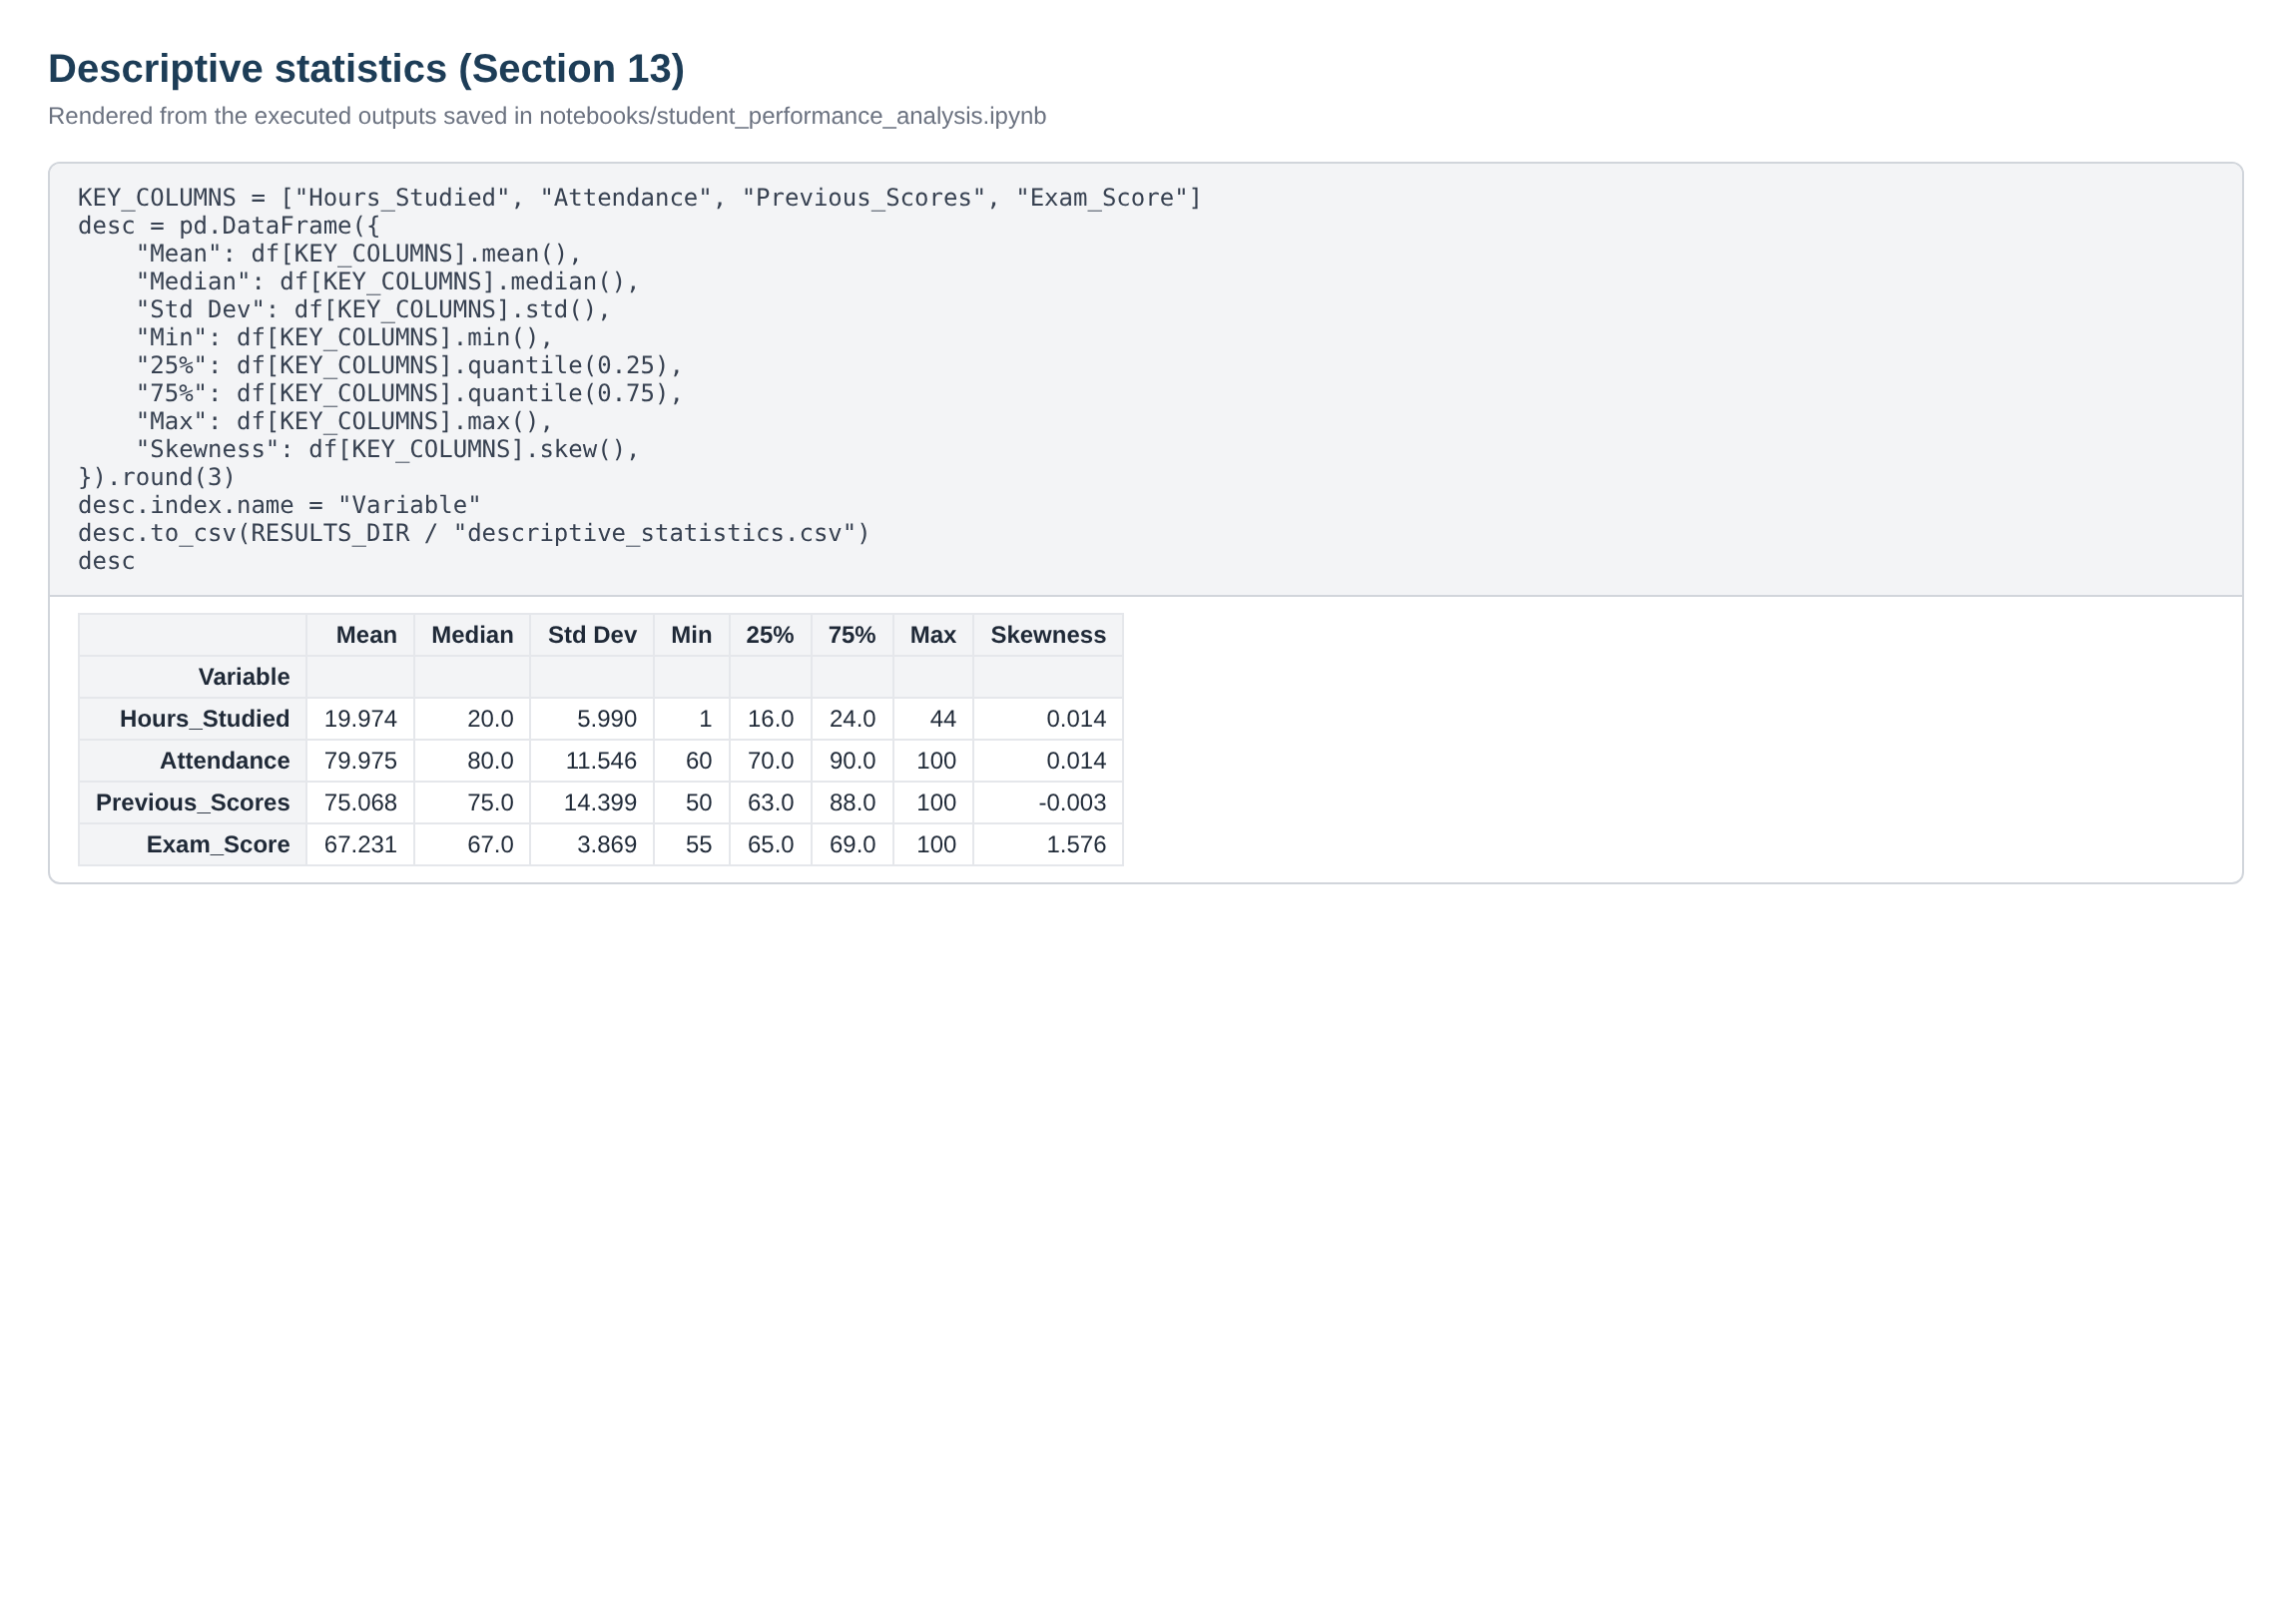 Descriptive statistics (Section 13)
Rendered from the executed outputs saved in notebooks/student_performance_analysis.ipynb
KEY_COLUMNS = ["Hours_Studied", "Attendance", "Previous_Scores", "Exam_Score"]
desc = pd.DataFrame({
    "Mean": df[KEY_COLUMNS].mean(),
    "Median": df[KEY_COLUMNS].median(),
    "Std Dev": df[KEY_COLUMNS].std(),
    "Min": df[KEY_COLUMNS].min(),
    "25%": df[KEY_COLUMNS].quantile(0.25),
    "75%": df[KEY_COLUMNS].quantile(0.75),
    "Max": df[KEY_COLUMNS].max(),
    "Skewness": df[KEY_COLUMNS].skew(),
}).round(3)
desc.index.name = "Variable"
desc.to_csv(RESULTS_DIR / "descriptive_statistics.csv")
desc
Mean Median Std Dev Min 25% 75% Max Skewness
Variable
Hours_Studied 19.974 20.0 5.990 1 16.0 24.0 44 0.014
Attendance 79.975 80.0 11.546 60 70.0 90.0 100 0.014
Previous_Scores 75.068 75.0 14.399 50 63.0 88.0 100 -0.003
Exam_Score 67.231 67.0 3.869 55 65.0 69.0 100 1.576